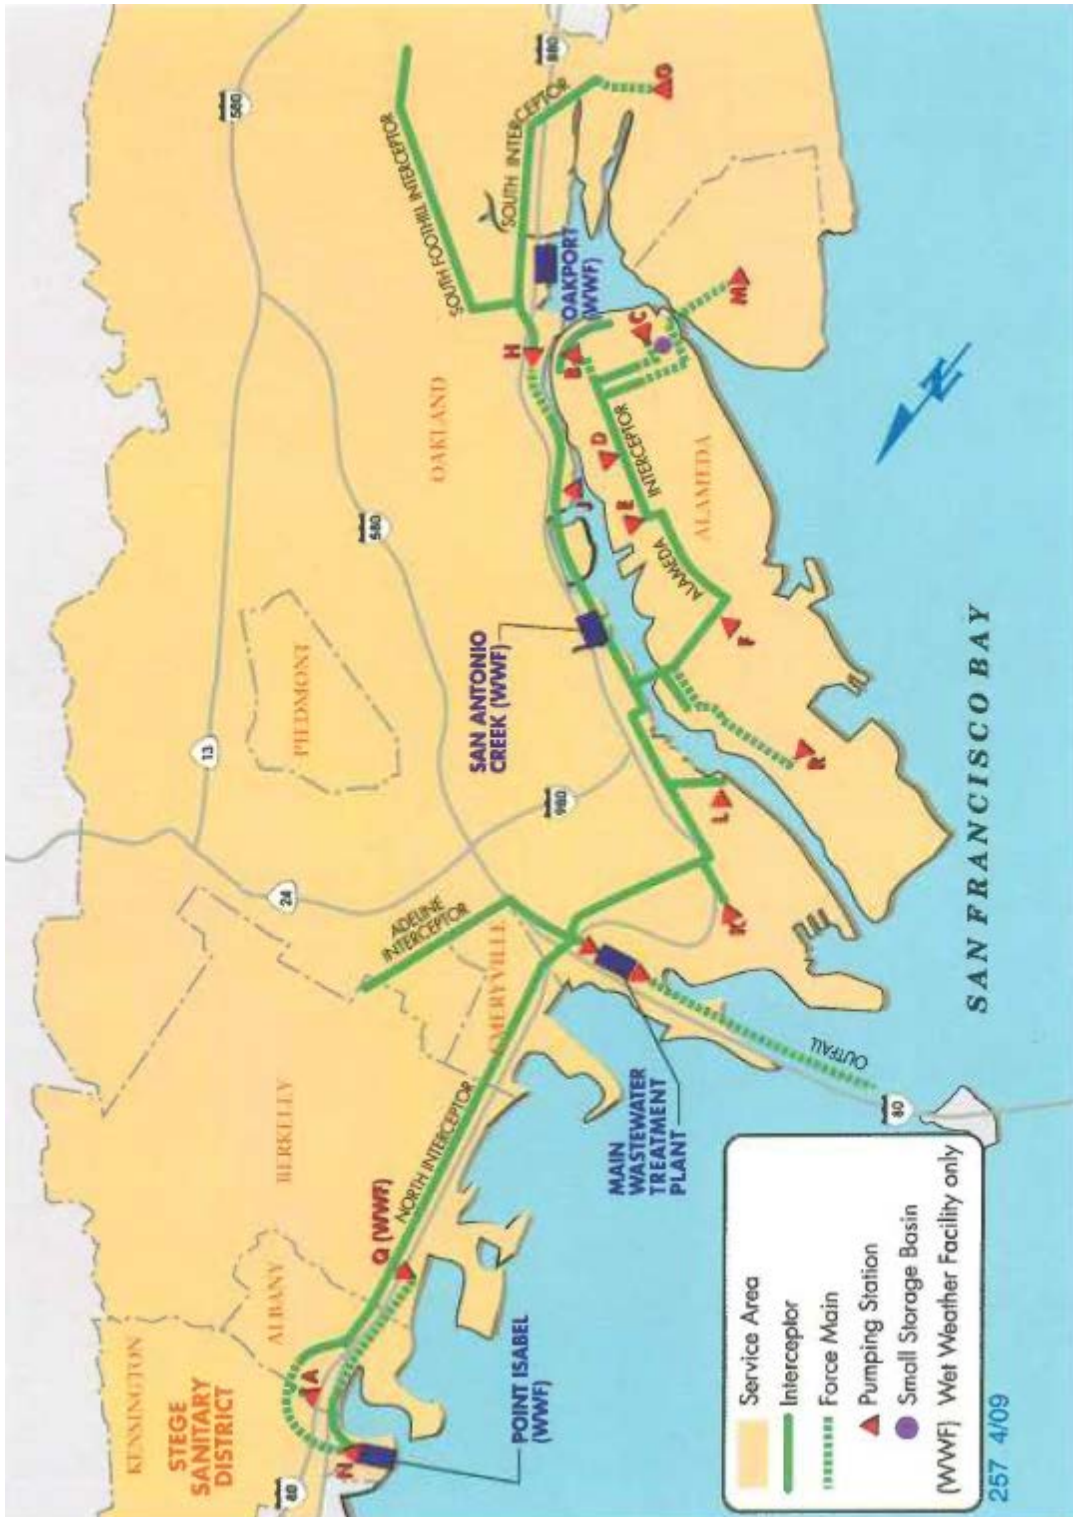 KENSINGTON
STEGE
SANITARY
DISTRICT
ALBANY
BERKELEY
EMERYVILLE
PIEDMONT
OAKLAND
ALAMEDA
80
24
13
580
580
980
880
80
N
A
Q (WWF)
NORTH INTERCEPTOR
POINT ISABEL
(WWF)
ADELINE
INTERCEPTOR
MAIN
WASTEWATER
TREATMENT
PLANT
OUTFALL
K
L
R
F
E
D
J
H
B
C
M
G
SAN ANTONIO
CREEK (WWF)
ALAMEDA
INTERCEPTOR
SOUTH FOOTHILL INTERCEPTOR
SOUTH INTERCEPTOR
OAKPORT
(WWF)
N
SAN FRANCISCO BAY
Service Area
Interceptor
Force Main
Pumping Station
Small Storage Basin
(WWF) Wet Weather Facility only
257 4/09